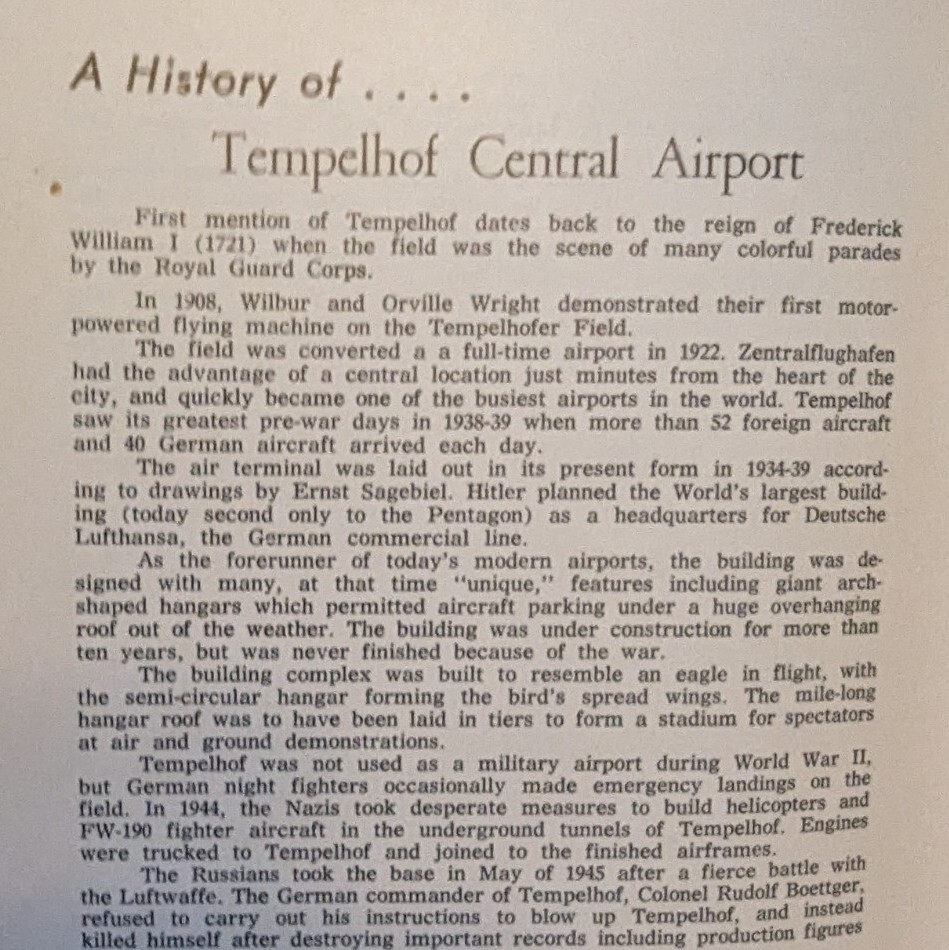 A History of . . . .
Tempelhof Central Airport
First mention of Tempelhof dates back to the reign of Frederick
William I (1721) when the field was the scene of many colorful parades
by the Royal Guard Corps.
In 1908, Wilbur and Orville Wright demonstrated their first motor-
powered flying machine on the Tempelhofer Field.
The field was converted a a full-time airport in 1922. Zentralflughafen
had the advantage of a central location just minutes from the heart of the
city, and quickly became one of the busiest airports in the world. Tempelhof
saw its greatest pre-war days in 1938-39 when more than 52 foreign aircraft
and 40 German aircraft arrived each day.
The air terminal was laid out in its present form in 1934-39 accord-
ing to drawings by Ernst Sagebiel. Hitler planned the World's largest build-
ing (today second only to the Pentagon) as a headquarters for Deutsche
Lufthansa, the German commercial line.
As the forerunner of today's modern airports, the building was de-
signed with many, at that time "unique," features including giant arch-
shaped hangars which permitted aircraft parking under a huge overhanging
roof out of the weather. The building was under construction for more than
ten years, but was never finished because of the war.
The building complex was built to resemble an eagle in flight, with
the semi-circular hangar forming the bird's spread wings. The mile-long
hangar roof was to have been laid in tiers to form a stadium for spectators
at air and ground demonstrations.
Tempelhof was not used as a military airport during World War II,
but German night fighters occasionally made emergency landings on the
field. In 1944, the Nazis took desperate measures to build helicopters and
FW-190 fighter aircraft in the underground tunnels of Tempelhof. Engines
were trucked to Tempelhof and joined to the finished airframes.
The Russians took the base in May of 1945 after a fierce battle with
the Luftwaffe. The German commander of Tempelhof, Colonel Rudolf Boettger,
refused to carry out his instructions to blow up Tempelhof, and instead
killed himself after destroying important records including production figures